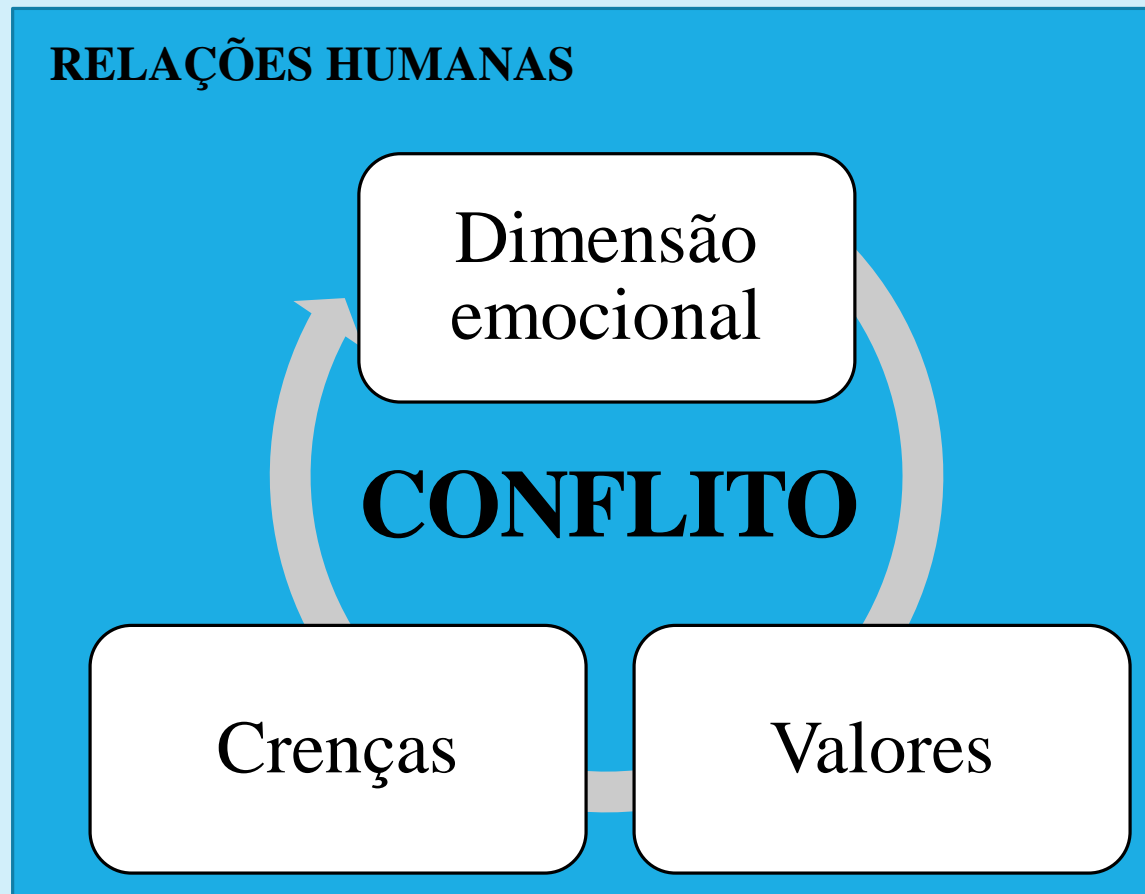 RELAÇÕES HUMANAS
Dimensão
emocional
CONFLITO
Crenças
Valores